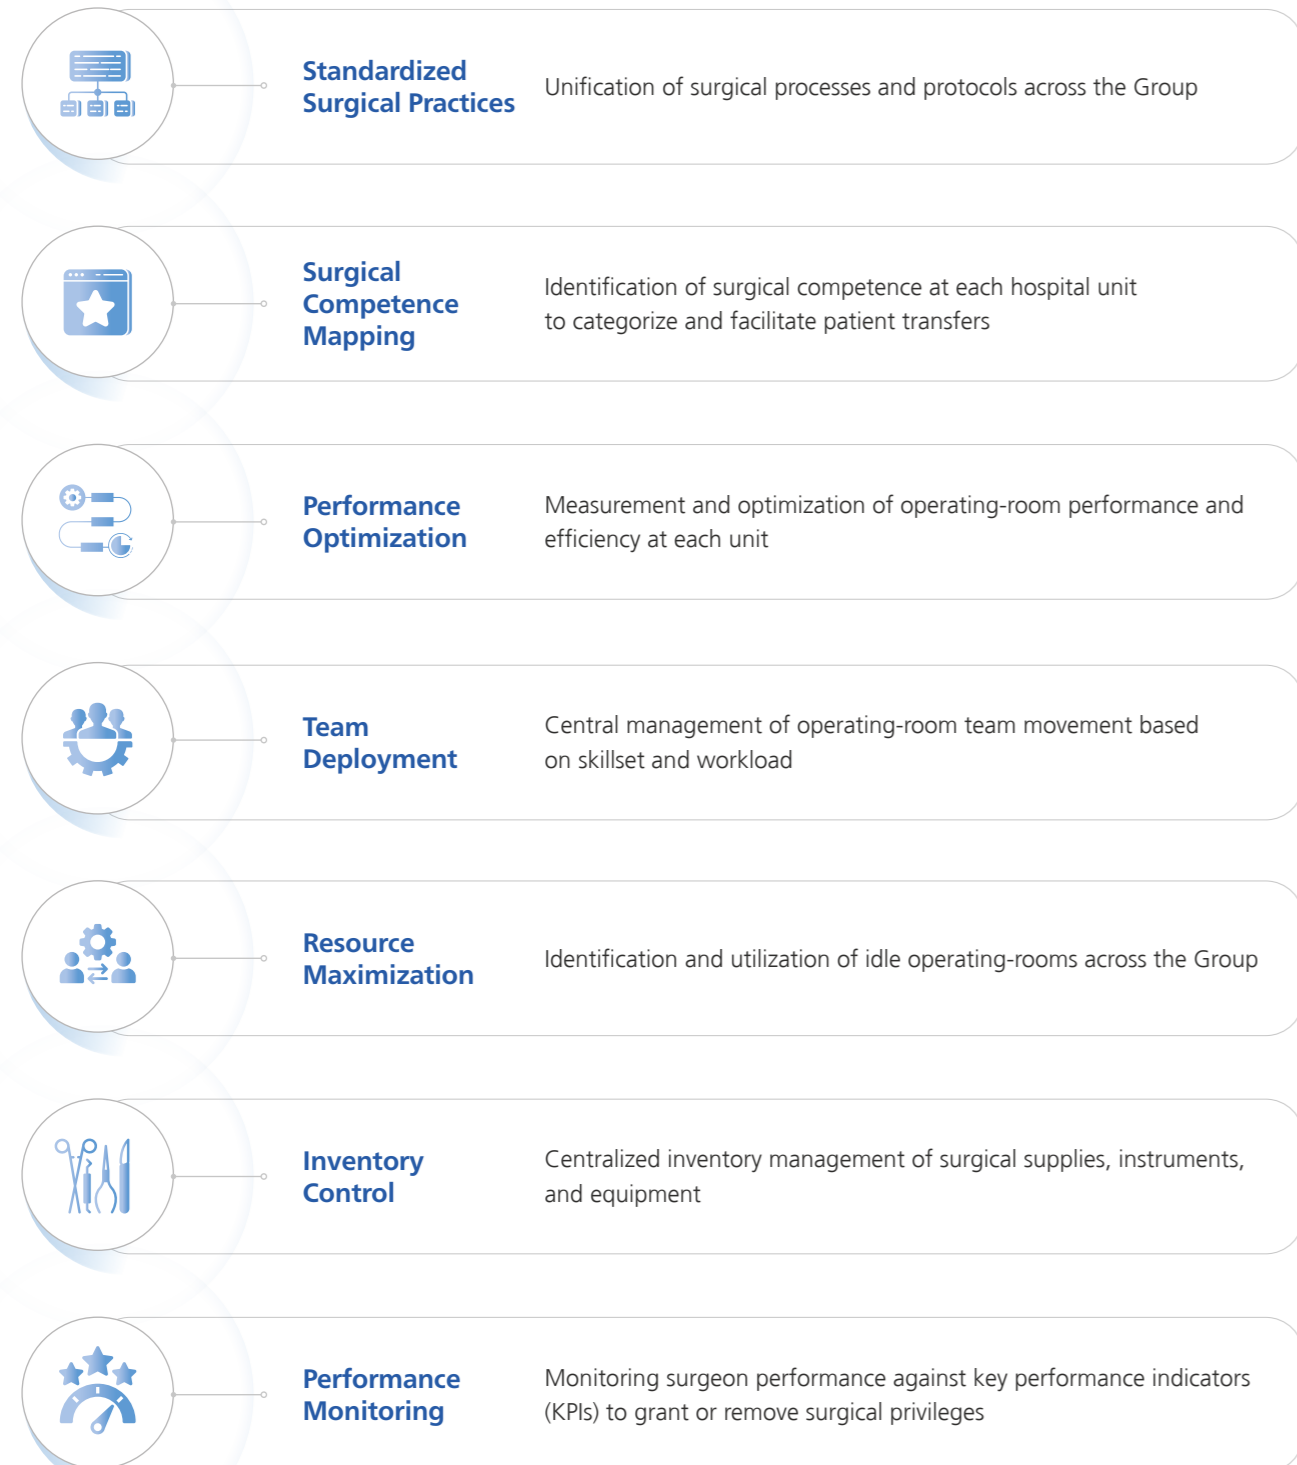 Standardized
Surgical Practices
Unification of surgical processes and protocols across the Group
Surgical
Competence
Mapping
Identification of surgical competence at each hospital unit
to categorize and facilitate patient transfers
Performance
Optimization
Measurement and optimization of operating-room performance and
efficiency at each unit
Team
Deployment
Central management of operating-room team movement based
on skillset and workload
Resource
Maximization
Identification and utilization of idle operating-rooms across the Group
Inventory
Control
Centralized inventory management of surgical supplies, instruments,
and equipment
Performance
Monitoring
Monitoring surgeon performance against key performance indicators
(KPIs) to grant or remove surgical privileges